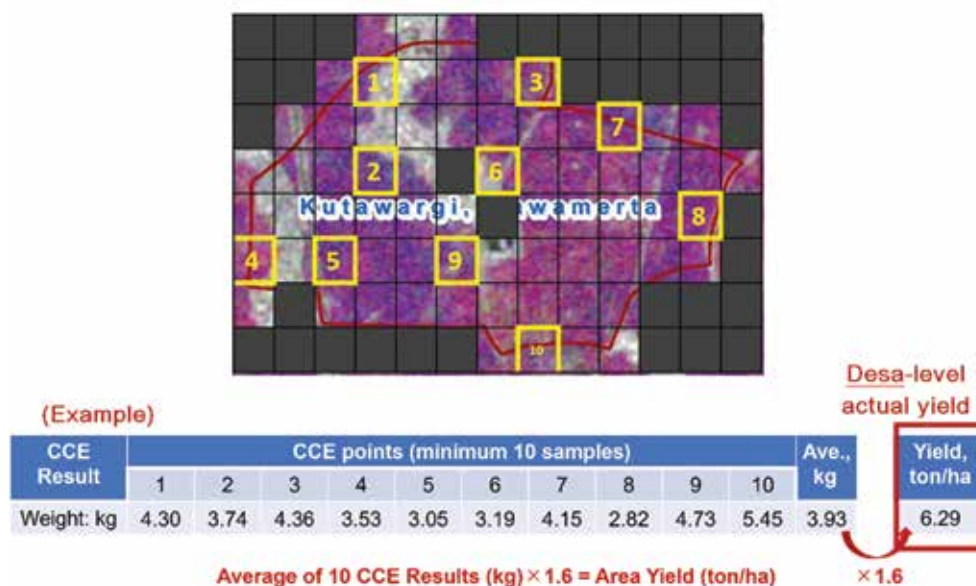 1
3
7
2
6
Kutawargi, wamerta
8
4
5
9
10
(Example)
Desa-level
actual yield
CCE Result
CCE points (minimum 10 samples)
Ave., kg
Yield, ton/ha
1 2 3 4 5 6 7 8 9 10
Weight: kg 4.30 3.74 4.36 3.53 3.05 3.19 4.15 2.82 4.73 5.45 3.93 6.29
Average of 10 CCE Results (kg) × 1.6 = Area Yield (ton/ha)
×1.6